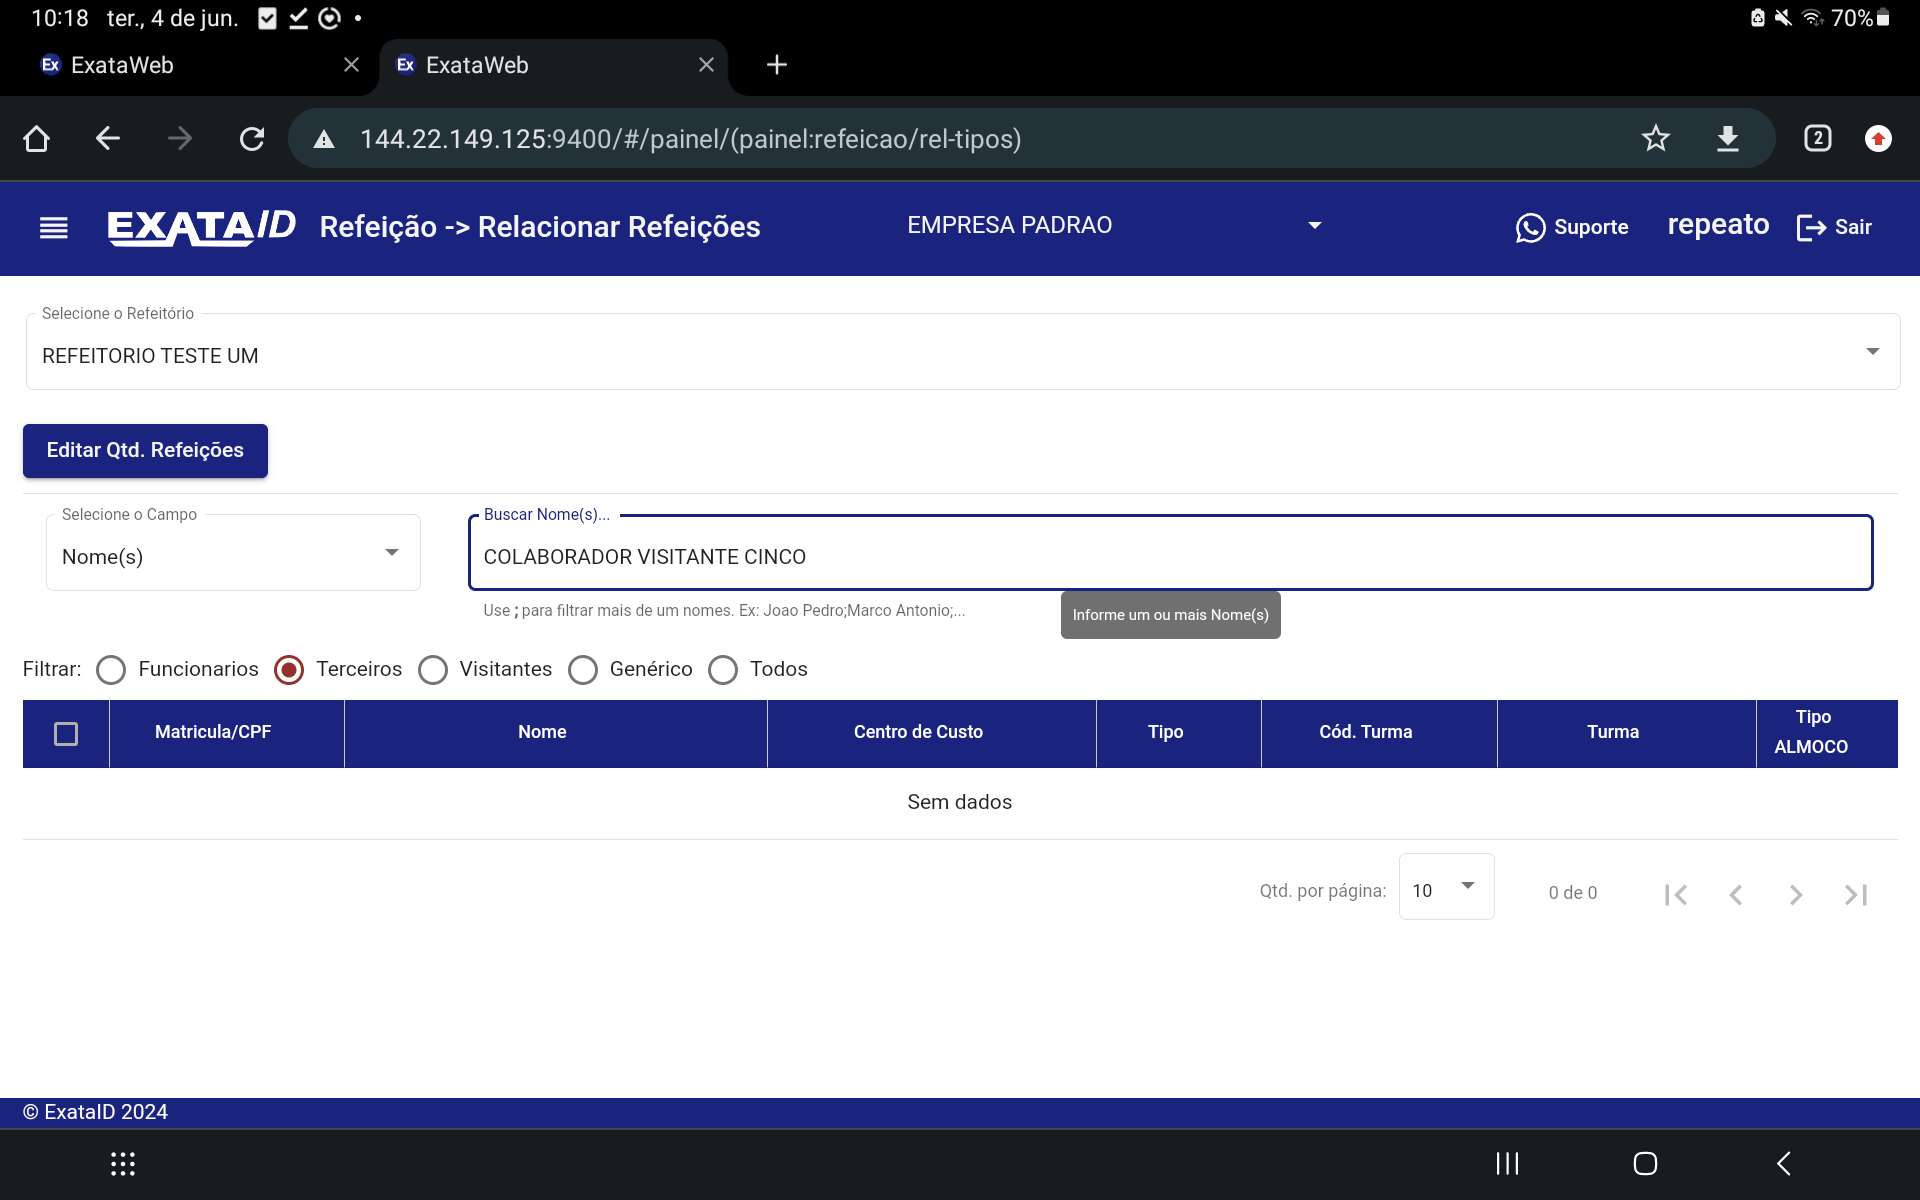 10:18 ter., 4 de jun. 70%
Ex ExataWeb Ex ExataWeb
144.22.149.125:9400/#/painel/(painel:refeicao/rel-tipos) 2
EXATAID Refeição -> Relacionar Refeições EMPRESA PADRAO Suporte repeato Sair
Selecione o Refeitório
REFEITORIO TESTE UM
Editar Qtd. Refeições
Selecione o Campo Buscar Nome(s)...
Nome(s) COLABORADOR VISITANTE CINCO
Use ; para filtrar mais de um nomes. Ex: Joao Pedro;Marco Antonio;... Informe um ou mais Nome(s)
Filtrar: Funcionarios Terceiros Visitantes Genérico Todos
Matricula/CPF Nome Centro de Custo Tipo Cód. Turma Turma Tipo
ALMOCO
Sem dados
Qtd. por página: 10 0 de 0
© ExataID 2024